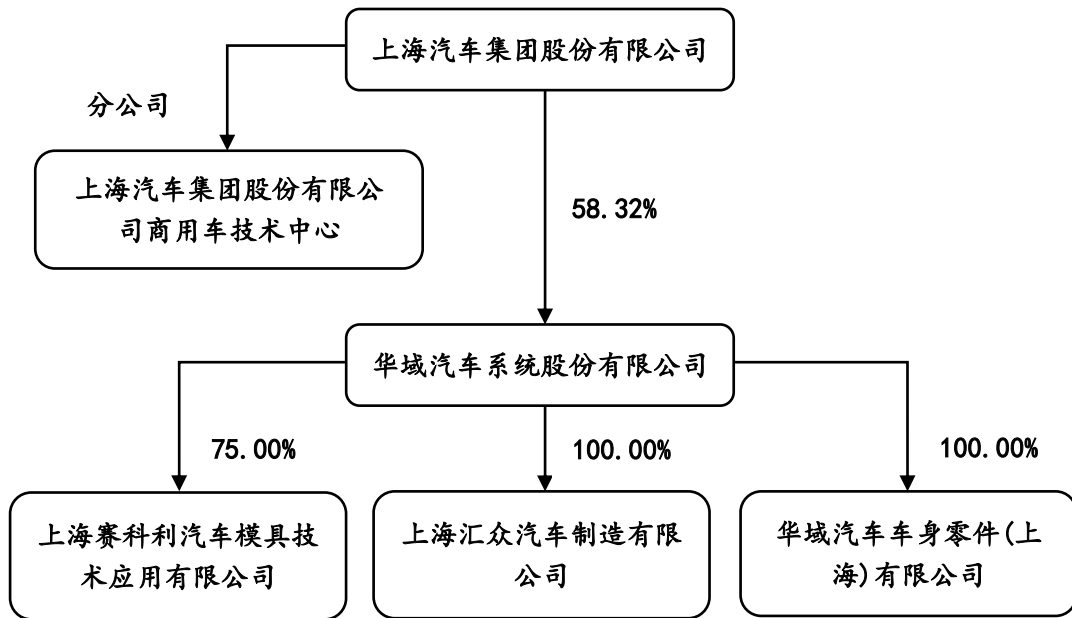 上海汽车集团股份有限公司
分公司
上海汽车集团股份有限公
司商用车技术中心
58.32%
华域汽车系统股份有限公司
75.00%
100.00%
100.00%
上海赛科利汽车模具技
术应用有限公司
上海汇众汽车制造有限
公司
华域汽车车身零件(上
海)有限公司